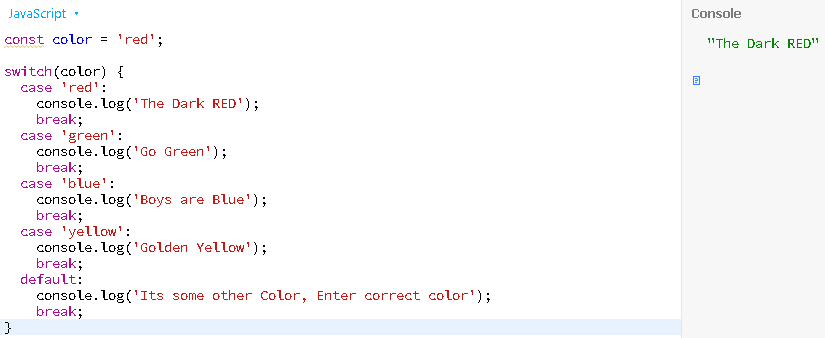 JavaScript
const color = 'red';
switch(color) {
case 'red':
console.log('The Dark RED');
break;
case 'green':
console.log('Go Green');
break;
case 'blue':
console.log('Boys are Blue');
break;
case 'yellow':
console.log('Golden Yellow');
break;
default:
console.log('Its some other Color, Enter correct color');
break;
}
Console
"The Dark RED"